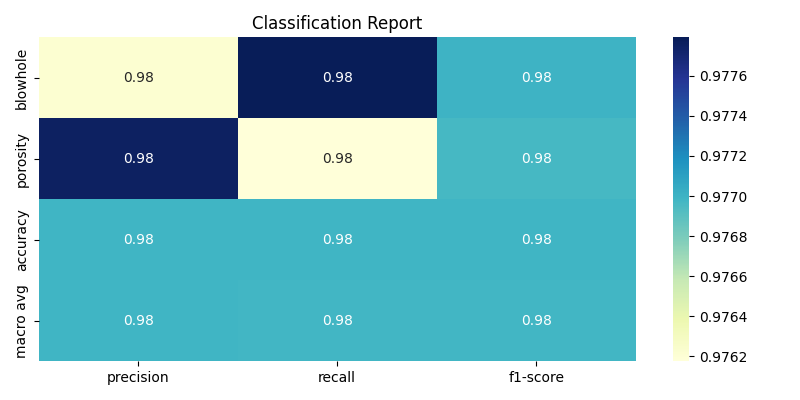 Classification Report
blowhole 0.98 0.98 0.98
porosity 0.98 0.98 0.98
accuracy 0.98 0.98 0.98
macro avg 0.98 0.98 0.98
precision recall f1-score
0.9776
0.9774
0.9772
0.9770
0.9768
0.9766
0.9764
0.9762